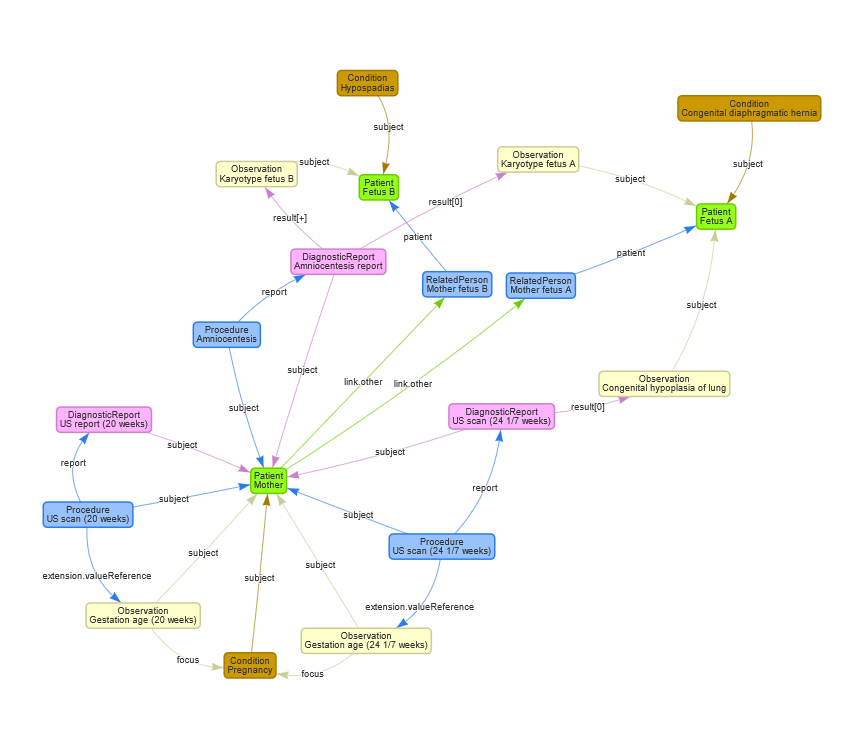 Condition
Hypospadias
Condition
Congenital diaphragmatic hernia
subject
Observation
Karyotype fetus B
subject
Observation
Karyotype fetus A
subject
subject
Patient
Fetus B
result[0]
Patient
Fetus A
result[+]
patient
patient
DiagnosticReport
Amniocentesis report
RelatedPerson
Mother fetus B
RelatedPerson
Mother fetus A
report
subject
Procedure
Amniocentesis
subject
link.other
link.other
Observation
Congenital hypoplasia of lung
subject
result[0]
DiagnosticReport
US report (20 weeks)
DiagnosticReport
US scan (24 1/7 weeks)
subject
subject
report
Patient
Mother
report
subject
Procedure
US scan (20 weeks)
subject
Procedure
US scan (24 1/7 weeks)
subject
subject
extension.valueReference
subject
extension.valueReference
Observation
Gestation age (20 weeks)
Observation
Gestation age (24 1/7 weeks)
focus
Condition
Pregnancy
focus